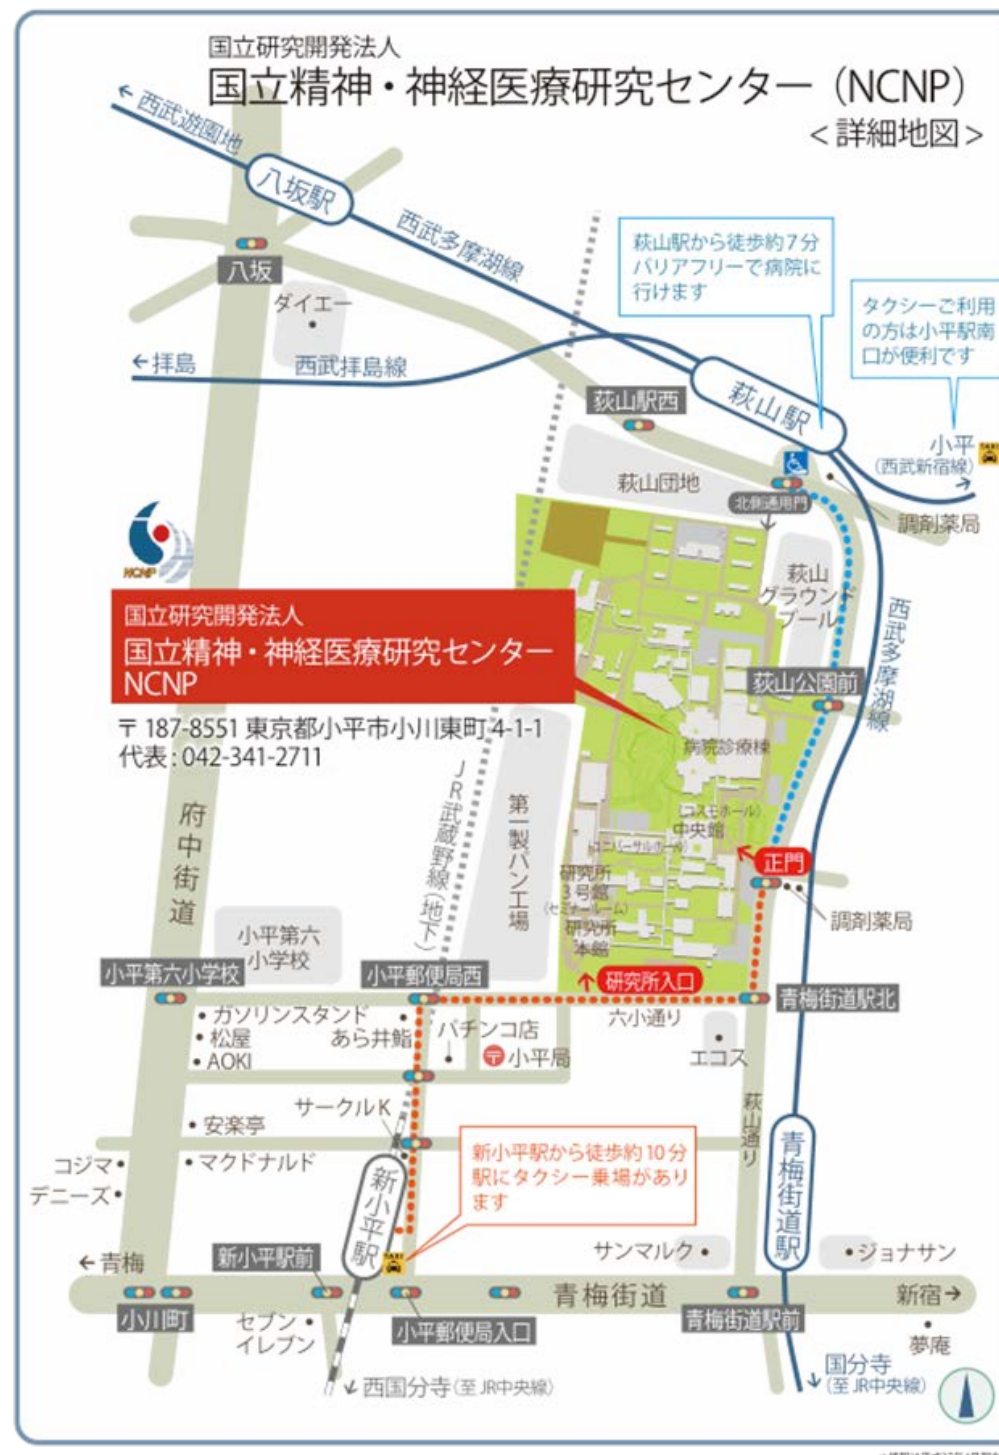 国立研究開発法人
国立精神・神経医療研究センター（NCNP）
＜詳細地図＞
←西武遊園地
八坂駅
西武多摩湖線
八坂
ダイエー
萩山駅から徒歩約7分
バリアフリーで病院に
行けます
タクシーご利用
の方は小平駅南
口が便利です
←拝島
西武拝島線
萩山駅
萩山駅西
小平
（西武新宿線）
→
TAXI
萩山団地
北側通用門
調剤薬局
NCNP
萩山
グラウンド
プール
西武多摩湖線
国立研究開発法人
国立精神・神経医療研究センター
NCNP
萩山公園前
〒187-8551 東京都小平市小川東町4-1-1
代表：042-341-2711
病院診療棟
JR武蔵野線（地下）
第一製パン工場
府中街道
（コスモホール）
中央館
（ユニバーサルホール）
正門
研究所
3号館
（セミナールーム）
研究所
本館
調剤薬局
小平第六
小学校
小平第六小学校
小平郵便局西
研究所入口
青梅街道駅北
六小通り
ガソリンスタンド
松屋
AOKI
あら井鮨
パチンコ店
〒小平局
エコス
サークルK
萩山通り
安楽亭
マクドナルド
コジマ
デニーズ
新小平駅から徒歩約10分
駅にタクシー乗場があり
ます
新小平駅
青梅街道駅
TAXI
サンマルク
ジョナサン
←青梅
新小平駅前
青梅街道
新宿→
小川町
セブン
イレブン
小平郵便局入口
青梅街道駅前
夢庵
↓西国分寺（至JR中央線）
↓国分寺
（至JR中央線）